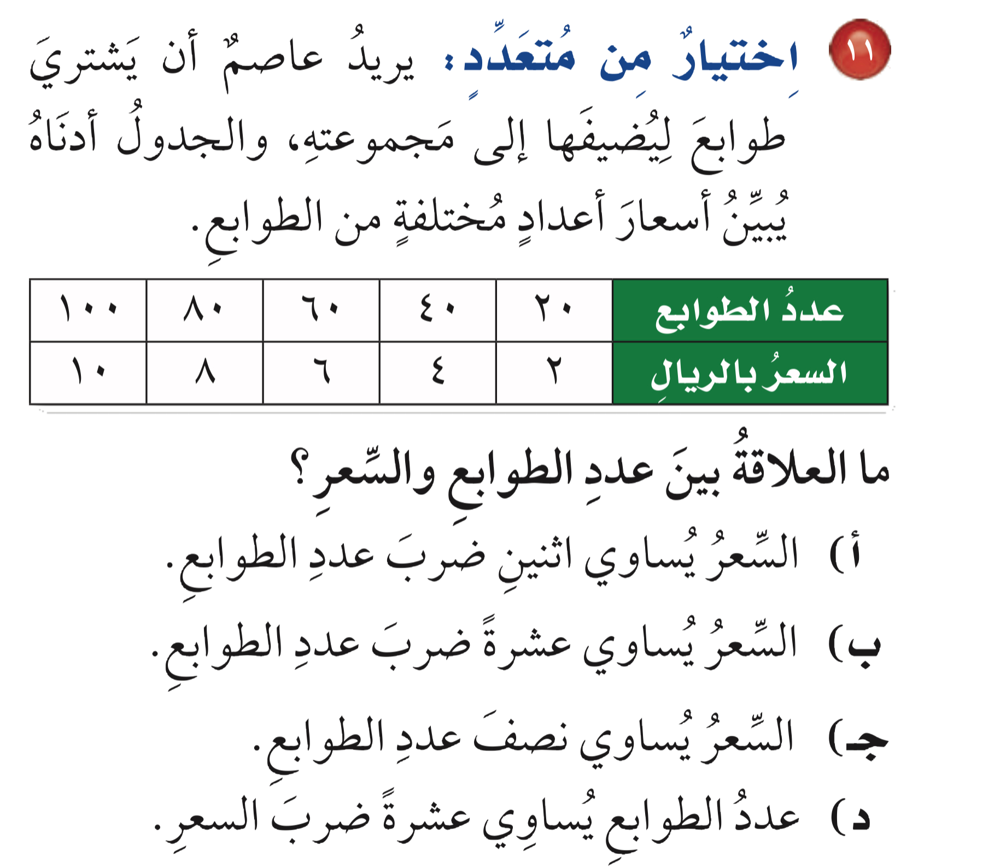 ١١ اِختيارٌ مِن مُتعَدِّدٍ: يريدُ عاصمٌ أن يَشتريَ
طوابعَ لِيُضيفَها إلى مَجموعتهِ، والجدولُ أدنَاهُ
يُبيِّنُ أسعارَ أعدادٍ مُختلفةٍ من الطوابعِ.
عددُ الطوابع ٢٠ ٤٠ ٦٠ ٨٠ ١٠٠
السعرُ بالريالِ ٢ ٤ ٦ ٨ ١٠
ما العلاقةُ بينَ عددِ الطوابعِ والسِّعرِ؟
أ) السِّعرُ يُساوي اثنينِ ضربَ عددِ الطوابعِ.
ب) السِّعرُ يُساوي عشرةً ضربَ عددِ الطوابعِ.
جـ) السِّعرُ يُساوي نصفَ عددِ الطوابعِ.
د) عددُ الطوابعِ يُساوِي عشرةً ضربَ السعرِ.